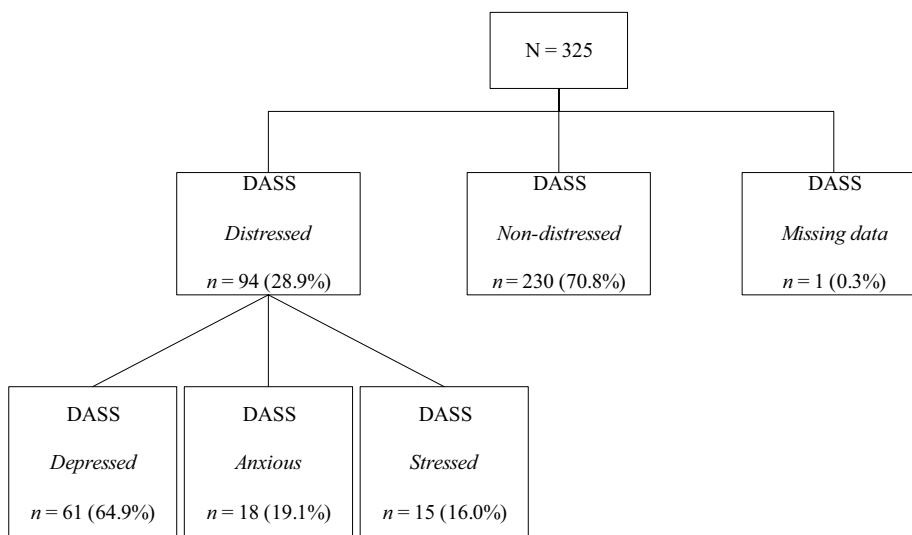 N = 325
DASS
Distressed
n = 94 (28.9%)
DASS
Non-distressed
n = 230 (70.8%)
DASS
Missing data
n = 1 (0.3%)
DASS
Depressed
n = 61 (64.9%)
DASS
Anxious
n = 18 (19.1%)
DASS
Stressed
n = 15 (16.0%)